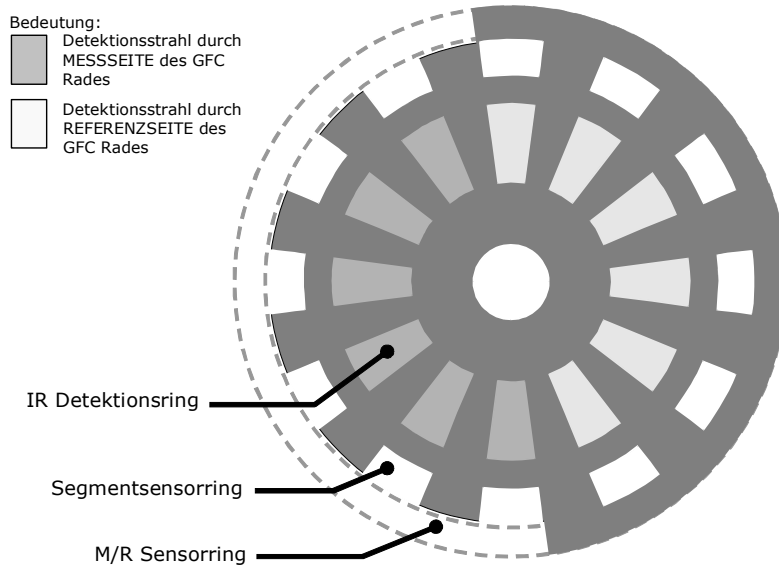 Bedeutung:
Detektionsstrahl durch
MESSSEITE des GFC
Rades
Detektionsstrahl durch
REFERENZSEITE des
GFC Rades
IR Detektionsring
Segmentsensorring
M/R Sensorring